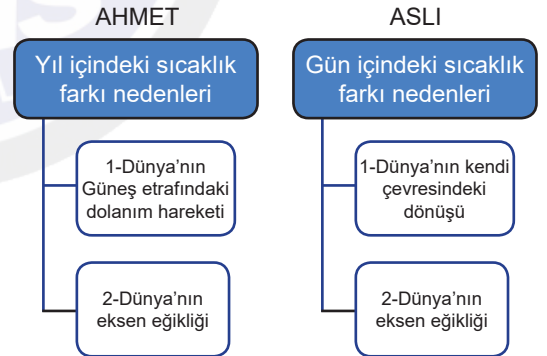 AHMET
Yıl içindeki sıcaklık
farkı nedenleri
1-Dünya’nın
Güneş etrafındaki
dolanım hareketi
2-Dünya’nın
eksen eğikliği
ASLI
Gün içindeki sıcaklık
farkı nedenleri
1-Dünya’nın kendi
çevresindeki
dönüşü
2-Dünya’nın
eksen eğikliği